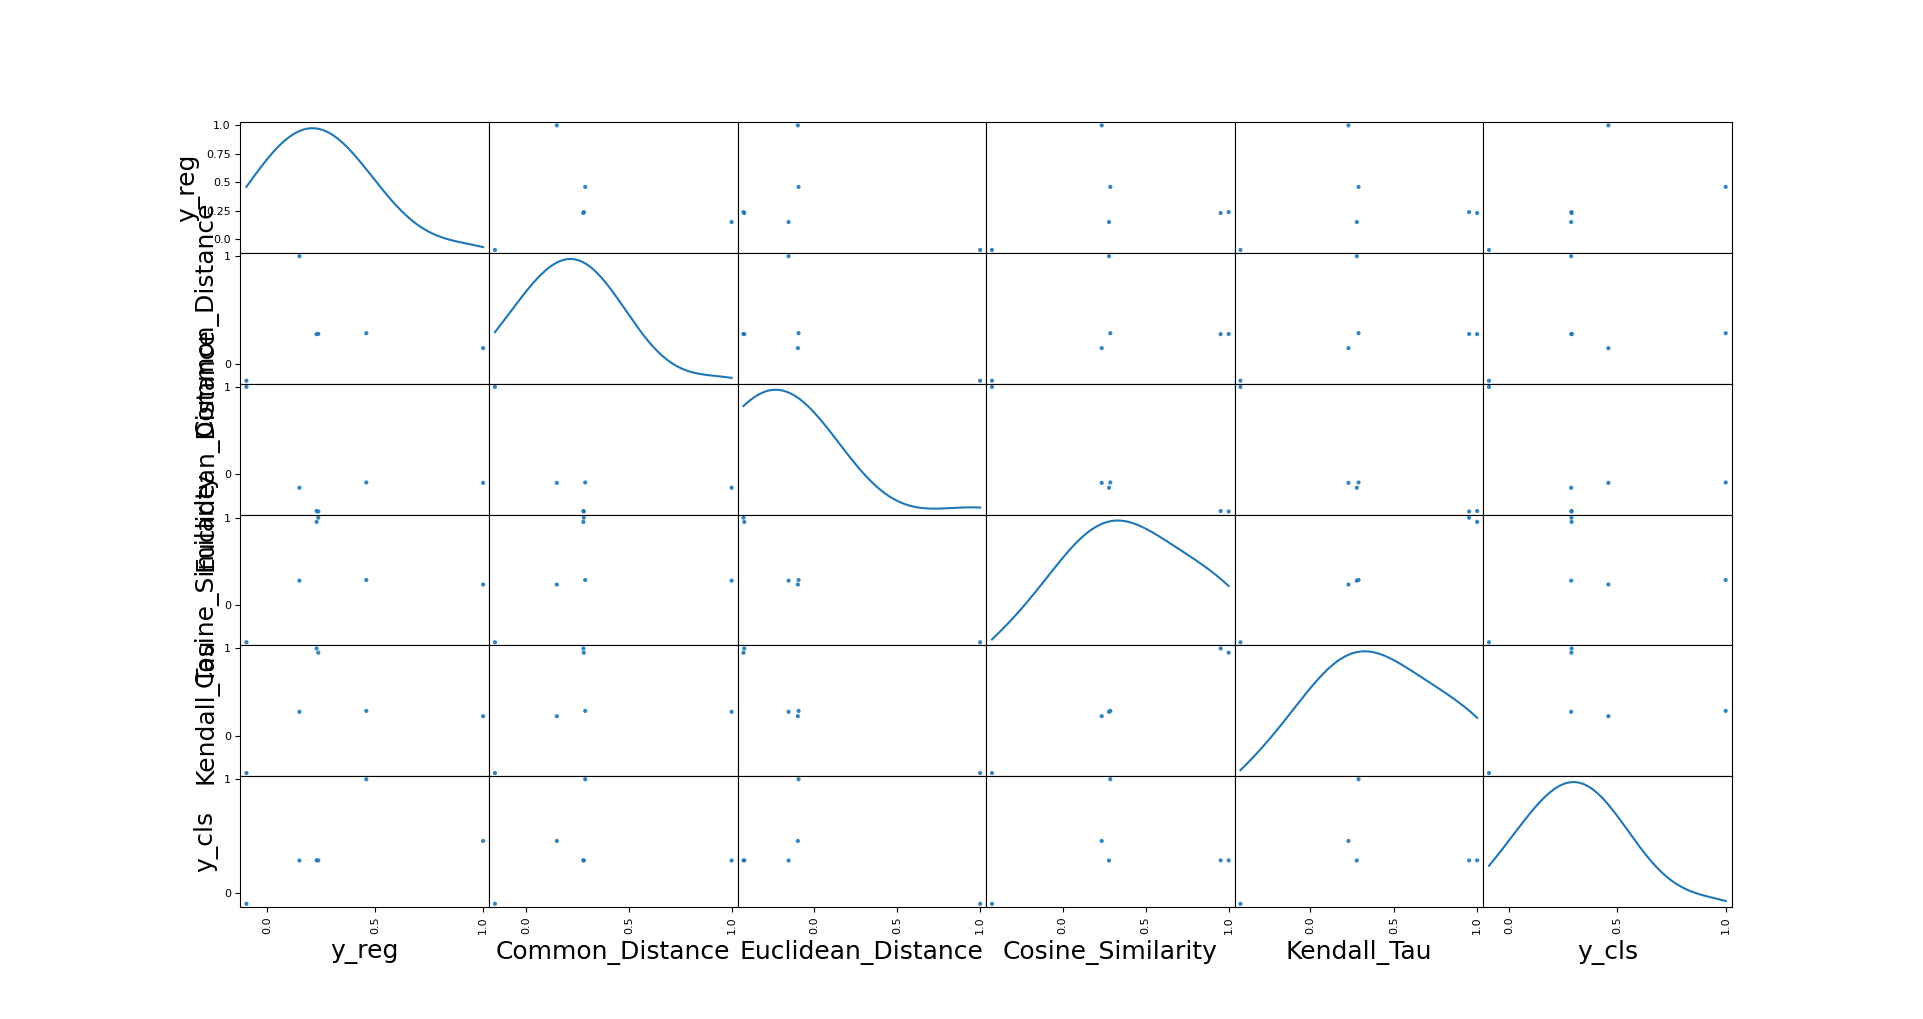 1.0
0.75
0.5
0.25
0.0
y_reg
1
0
Common_Distance
1
0
Euclidean_Distance
1
0
Cosine_Similarity
1
0
Kendall_Tau
1
0
y_cls
0.0 0.5 1.0 0.0 0.5 1.0 0.0 0.5 1.0 0.0 0.5 1.0 0.0 0.5 1.0 0.0 0.5 1.0
y_reg Common_Distance Euclidean_Distance Cosine_Similarity Kendall_Tau y_cls